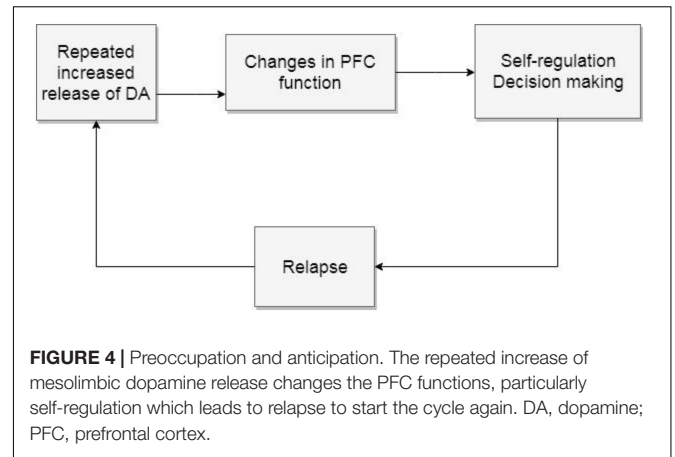 Repeated
increased
release of DA
Changes in PFC
function
Self-regulation
Decision making
Relapse
FIGURE 4 | Preoccupation and anticipation. The repeated increase of
mesolimbic dopamine release changes the PFC functions, particularly
self-regulation which leads to relapse to start the cycle again. DA, dopamine;
PFC, prefrontal cortex.